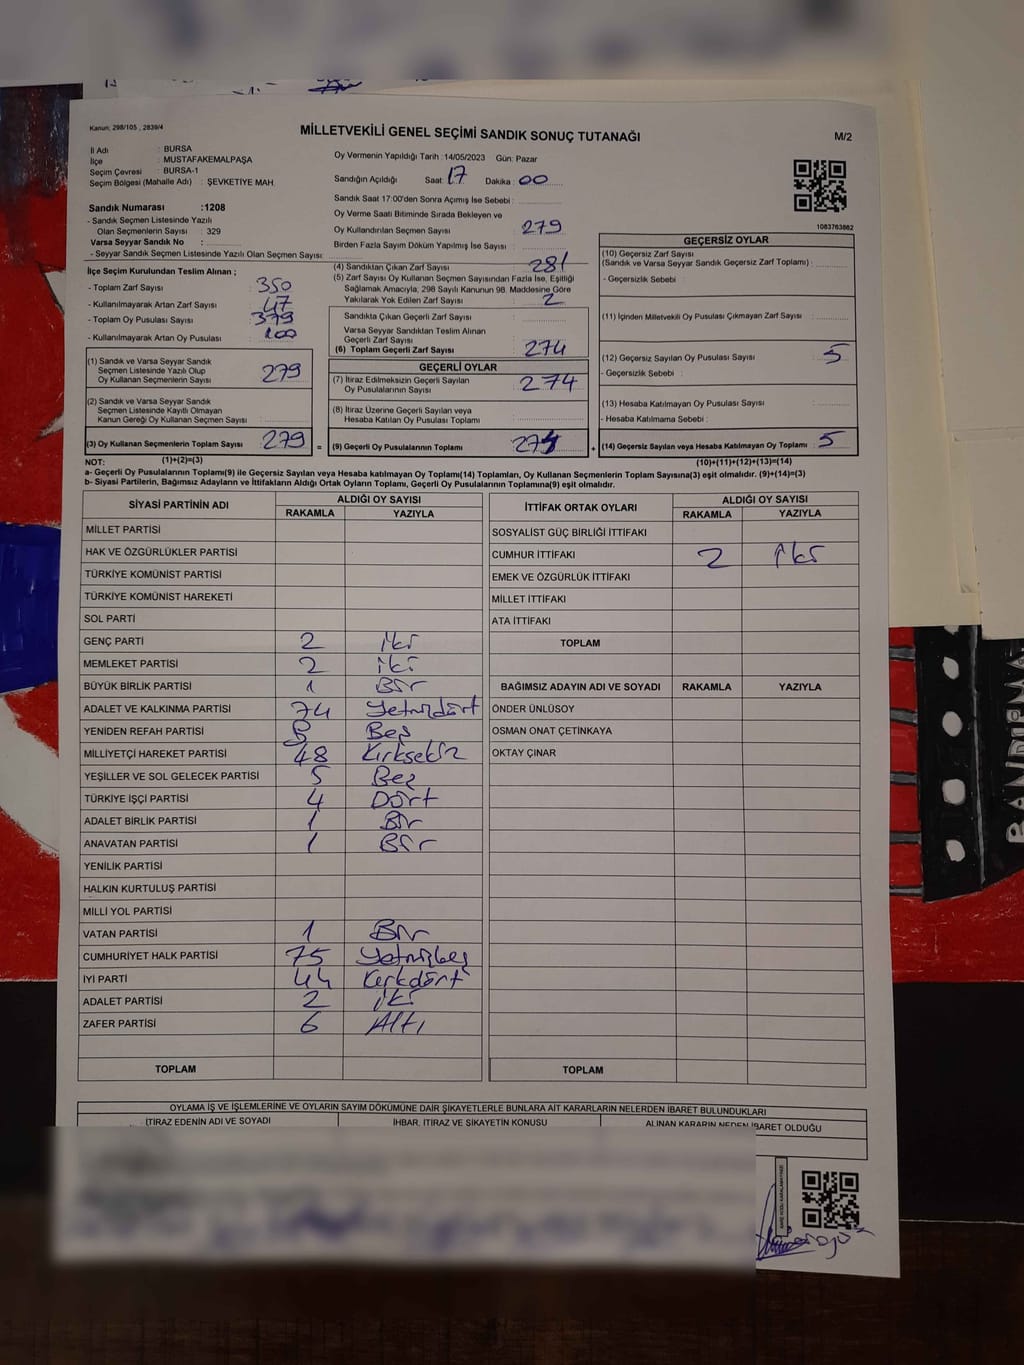 Kanun; 298/105 , 2839/4
MİLLETVEKİLİ GENEL SEÇİMİ SANDIK SONUÇ TUTANAĞI
M/2
İl Adı : BURSA
İlçe : MUSTAFAKEMALPAŞA
Seçim Çevresi : BURSA-1
Seçim Bölgesi (Mahalle Adı) : ŞEVKETİYE MAH.
Sandık Numarası :1208
- Sandık Seçmen Listesinde Yazılı
Olan Seçmenlerin Sayısı : 329
Varsa Seyyar Sandık No :
- Seyyar Sandık Seçmen Listesinde Yazılı Olan Seçmen Sayısı :
Oy Vermenin Yapıldığı Tarih :14/05/2023 Gün: Pazar
Sandığın Açıldığı Saat: 17 Dakika : 00
Sandık Saat 17:00'den Sonra Açımış İse Sebebi :
Oy Verme Saati Bitiminde Sırada Bekleyen ve
Oy Kullandırılan Seçmen Sayısı : 279
Birden Fazla Sayım Döküm Yapılmış İse Sayısı :
1083763862
İlçe Seçim Kurulundan Teslim Alınan ;
- Toplam Zarf Sayısı : 350
- Kullanılmayarak Artan Zarf Sayısı : 47
- Toplam Oy Pusulası Sayısı : 379
- Kullanılmayarak Artan Oy Pusulası : 100
(1) Sandık ve Varsa Seyyar Sandık
Seçmen Listesinde Yazılı Olup
Oy Kullanan Seçmenlerin Sayısı : 279
(2) Sandık ve Varsa Seyyar Sandık
Seçmen Listesinde Kayıtlı Olmayan
Kanun Gereği Oy Kullanan Seçmen Sayısı :
(3) Oy Kullanan Seçmenlerin Toplam Sayısı : 279 =
(1)+(2)=(3)
(4) Sandıktan Çıkan Zarf Sayısı : 281
(5) Zarf Sayısı Oy Kullanan Seçmen Sayısından Fazla İse, Eşitliği
Sağlamak Amacıyla; 298 Sayılı Kanunun 98. Maddesine Göre
Yakılarak Yok Edilen Zarf Sayısı : 2
Sandıkta Çıkan Geçerli Zarf Sayısı :
Varsa Seyyar Sandıktan Teslim Alınan
Geçerli Zarf Sayısı :
(6) Toplam Geçerli Zarf Sayısı : 274
GEÇERLİ OYLAR
(7) İtiraz Edilmeksizin Geçerli Sayılan
Oy Pusulalarının Sayısı : 274
(8) İtiraz Üzerine Geçerli Sayılan veya
Hesaba Katılan Oy Pusulası Toplamı :
(9) Geçerli Oy Pusulalarının Toplamı : 274 +
GEÇERSİZ OYLAR
(10) Geçersiz Zarf Sayısı
(Sandık ve Varsa Seyyar Sandık Geçersiz Zarf Toplamı) :
- Geçersizlik Sebebi
(11) İçinden Milletvekili Oy Pusulası Çıkmayan Zarf Sayısı :
(12) Geçersiz Sayılan Oy Pusulası Sayısı : 5
- Geçersizlik Sebebi :
(13) Hesaba Katılmayan Oy Pusulası Sayısı :
- Hesaba Katılmama Sebebi :
(14) Geçersiz Sayılan veya Hesaba Katılmayan Oy Toplamı : 5
(10)+(11)+(12)+(13)=(14)
NOT:
a- Geçerli Oy Pusulalarının Toplamı(9) ile Geçersiz Sayılan veya Hesaba katılmayan Oy Toplamı(14) Toplamları, Oy Kullanan Seçmenlerin Toplam Sayısına(3) eşit olmalıdır. (9)+(14)=(3)
b- Siyasi Partilerin, Bağımsız Adayların ve İttifakların Aldığı Ortak Oyların Toplamı, Geçerli Oy Pusulalarının Toplamına(9) eşit olmalıdır.
SİYASİ PARTİNİN ADI ALDIĞI OY SAYISI
RAKAMLA YAZIYLA
MİLLET PARTİSİ
HAK VE ÖZGÜRLÜKLER PARTİSİ
TÜRKİYE KOMÜNİST PARTİSİ
TÜRKİYE KOMÜNİST HAREKETİ
SOL PARTİ
GENÇ PARTİ 2 iki
MEMLEKET PARTİSİ 2 iki
BÜYÜK BİRLİK PARTİSİ 1 Bir
ADALET VE KALKINMA PARTİSİ 74 Yetmişdört
YENİDEN REFAH PARTİSİ 5 Beş
MİLLİYETÇİ HAREKET PARTİSİ 48 Kırksekiz
YEŞİLLER VE SOL GELECEK PARTİSİ 5 Beş
TÜRKİYE İŞÇİ PARTİSİ 4 Dört
ADALET BİRLİK PARTİSİ 1 Bir
ANAVATAN PARTİSİ 1 Bir
YENİLİK PARTİSİ
HALKIN KURTULUŞ PARTİSİ
MİLLİ YOL PARTİSİ
VATAN PARTİSİ 1 Bir
CUMHURİYET HALK PARTİSİ 75 Yetmişbeş
İYİ PARTİ 44 Kırkdört
ADALET PARTİSİ 2 iki
ZAFER PARTİSİ 6 Altı
TOPLAM
İTTİFAK ORTAK OYLARI ALDIĞI OY SAYISI
RAKAMLA YAZIYLA
SOSYALİST GÜÇ BİRLİĞİ İTTİFAKI
CUMHUR İTTİFAKI 2 iki
EMEK VE ÖZGÜRLÜK İTTİFAKI
MİLLET İTTİFAKI
ATA İTTİFAKI
TOPLAM
BAĞIMSIZ ADAYIN ADI VE SOYADI RAKAMLA YAZIYLA
ÖNDER ÜNLÜSOY
OSMAN ONAT ÇETİNKAYA
OKTAY ÇINAR
TOPLAM
OYLAMA İŞ VE İŞLEMLERİNE VE OYLARIN SAYIM DÖKÜMÜNE DAİR ŞİKAYETLERLE BUNLARA AİT KARARLARIN NELERDEN İBARET BULUNDUKLARI
İTİRAZ EDENİN ADI VE SOYADI İHBAR, İTİRAZ VE ŞİKAYETİN KONUSU ALINAN KARARIN NEDEN İBARET OLDUĞU
KARE KODU KARALAMAYINIZ